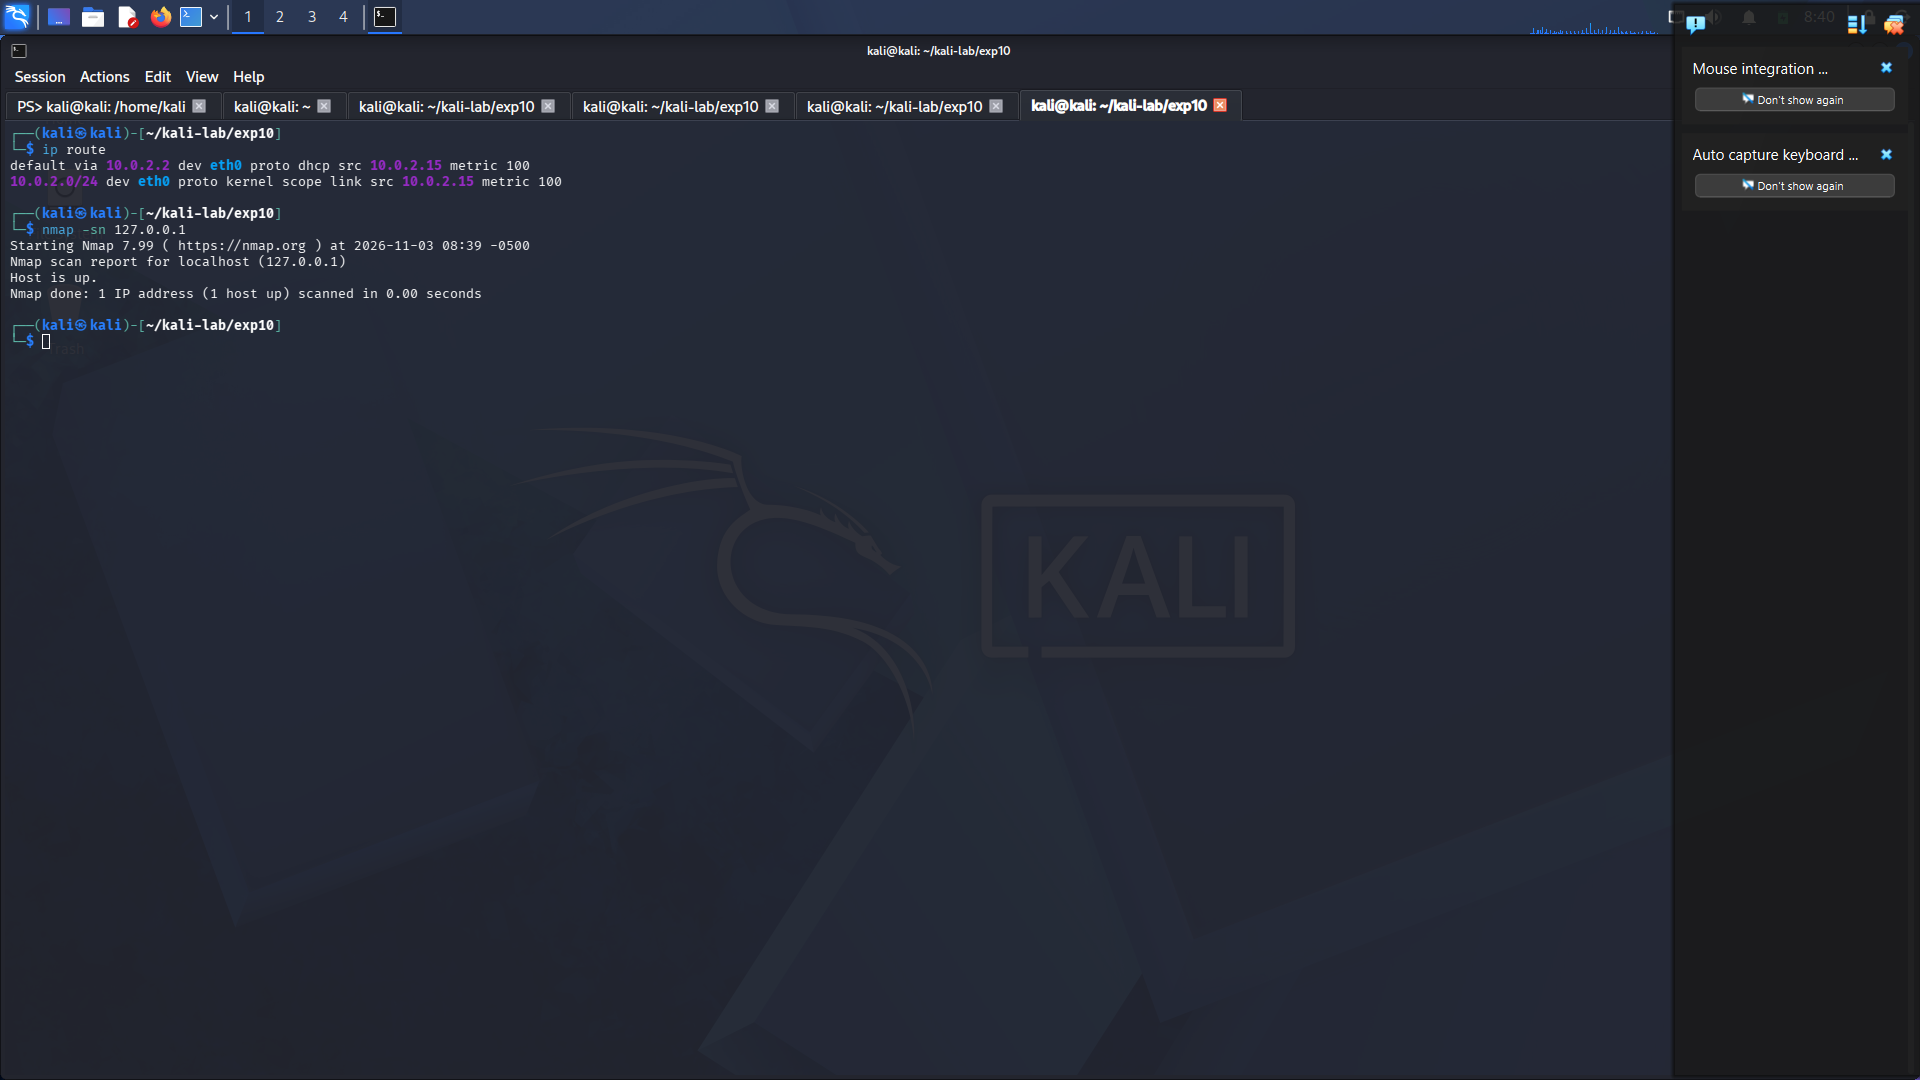 1 2 3 4 8:40
kali@kali: ~/kali-lab/exp10
Session Actions Edit View Help
PS> kali@kali: /home/kali kali@kali: ~ kali@kali: ~/kali-lab/exp10 kali@kali: ~/kali-lab/exp10 kali@kali: ~/kali-lab/exp10 kali@kali: ~/kali-lab/exp10
┌──(kali㉿kali)-[~/kali-lab/exp10]
└─$ ip route
default via 10.0.2.2 dev eth0 proto dhcp src 10.0.2.15 metric 100
10.0.2.0/24 dev eth0 proto kernel scope link src 10.0.2.15 metric 100
┌──(kali㉿kali)-[~/kali-lab/exp10]
└─$ nmap -sn 127.0.0.1
Starting Nmap 7.99 ( https://nmap.org ) at 2026-11-03 08:39 -0500
Nmap scan report for localhost (127.0.0.1)
Host is up.
Nmap done: 1 IP address (1 host up) scanned in 0.00 seconds
┌──(kali㉿kali)-[~/kali-lab/exp10]
└─$
Trash
KALI
Mouse integration ...
Don't show again
Auto capture keyboard ...
Don't show again